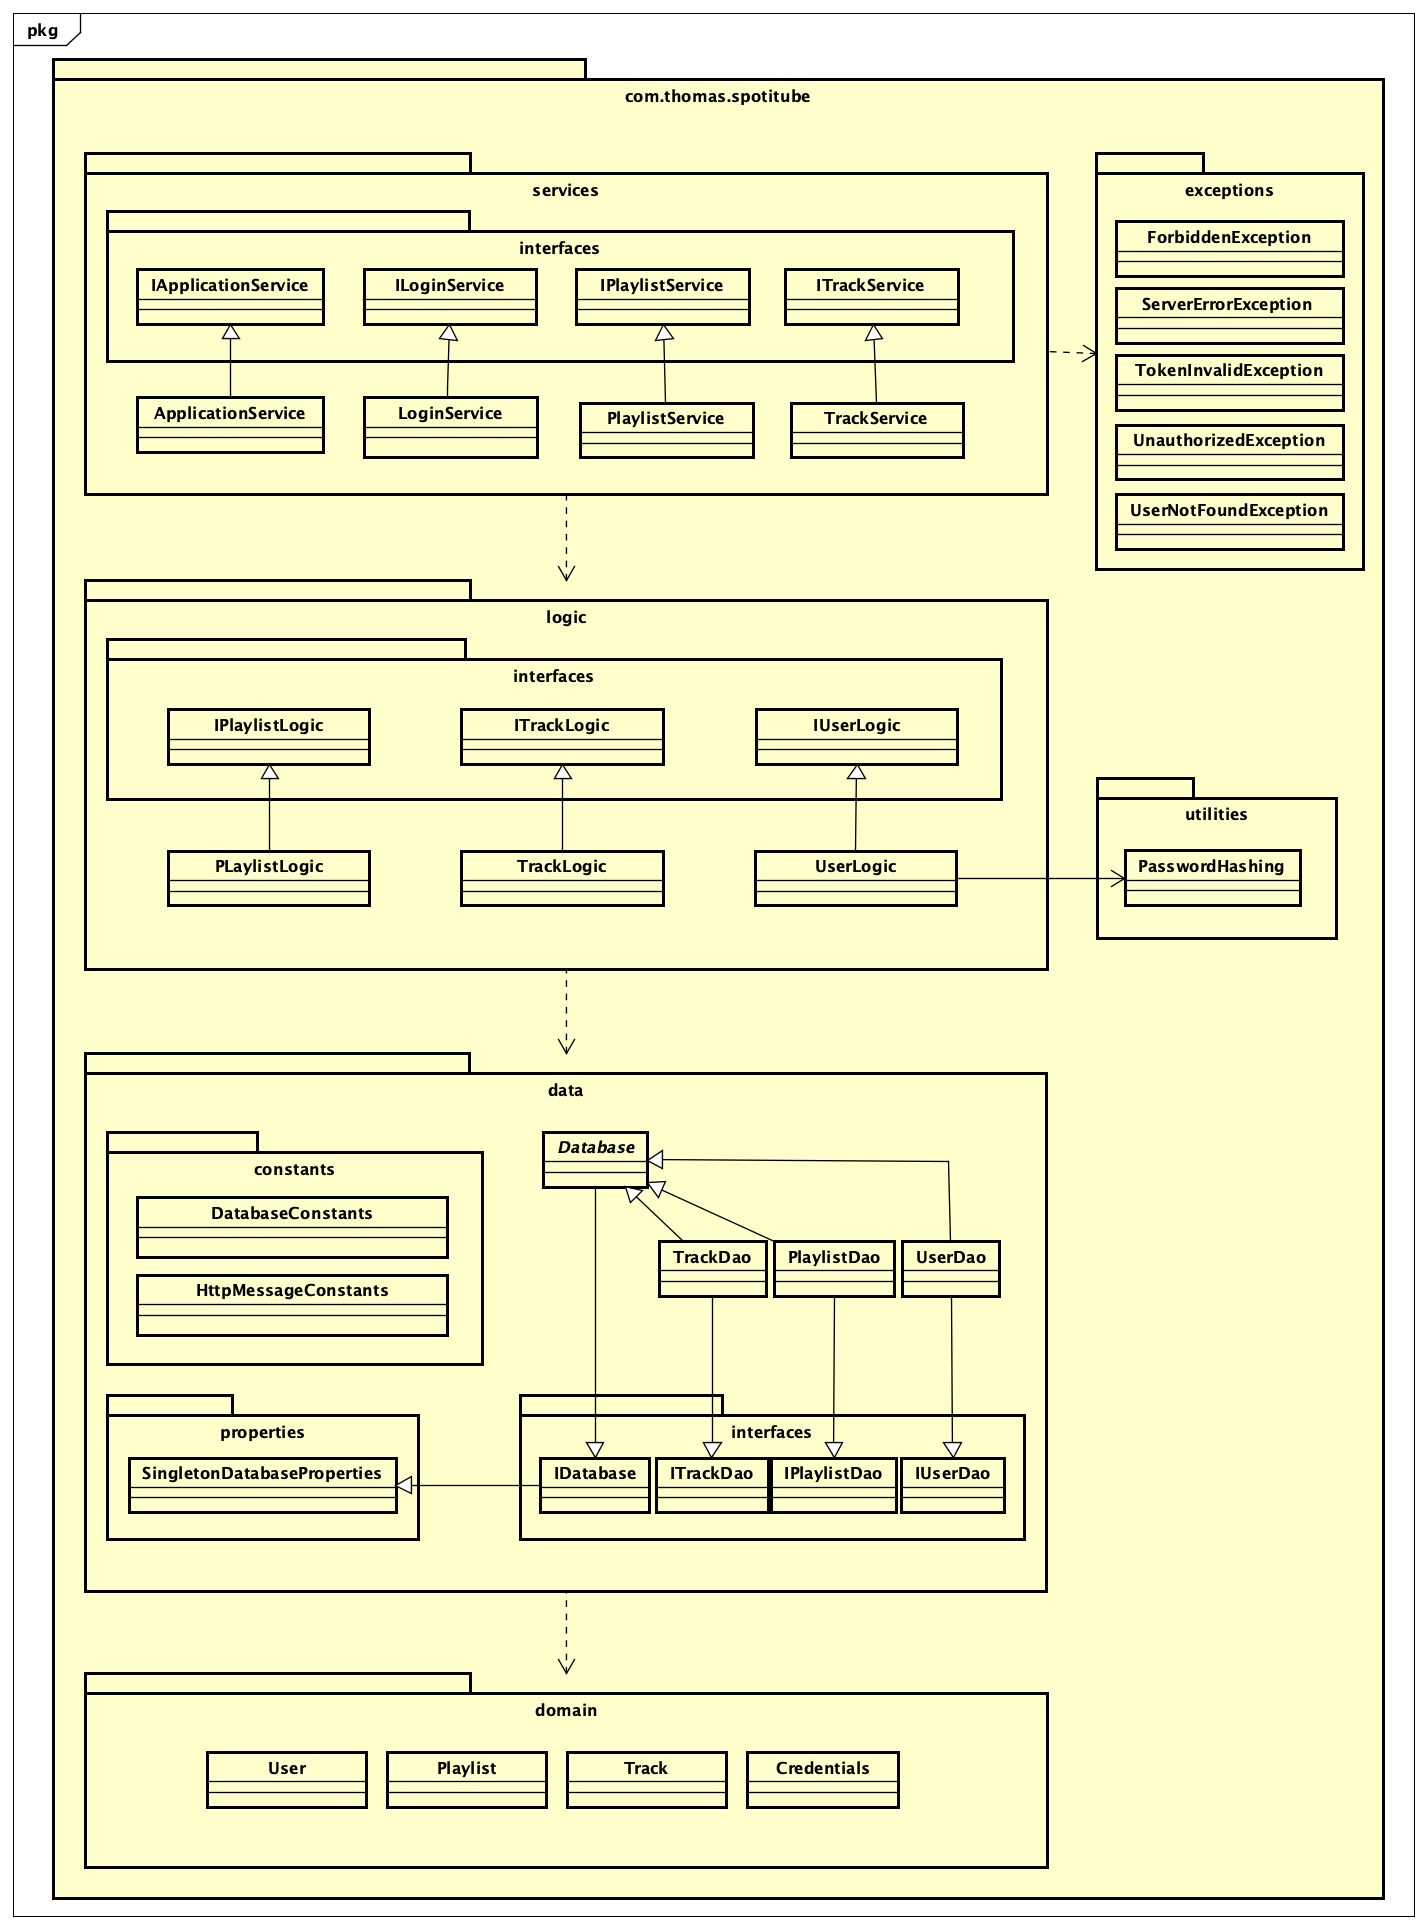 pkg
com.thomas.spotitube
services
interfaces
IApplicationService
ILoginService
IPlaylistService
ITrackService
ApplicationService
LoginService
PlaylistService
TrackService
exceptions
ForbiddenException
ServerErrorException
TokenInvalidException
UnauthorizedException
UserNotFoundException
logic
interfaces
IPlaylistLogic
ITrackLogic
IUserLogic
PLaylistLogic
TrackLogic
UserLogic
utilities
PasswordHashing
data
constants
DatabaseConstants
HttpMessageConstants
Database
TrackDao
PlaylistDao
UserDao
properties
SingletonDatabaseProperties
interfaces
IDatabase
ITrackDao
IPlaylistDao
IUserDao
domain
User
Playlist
Track
Credentials